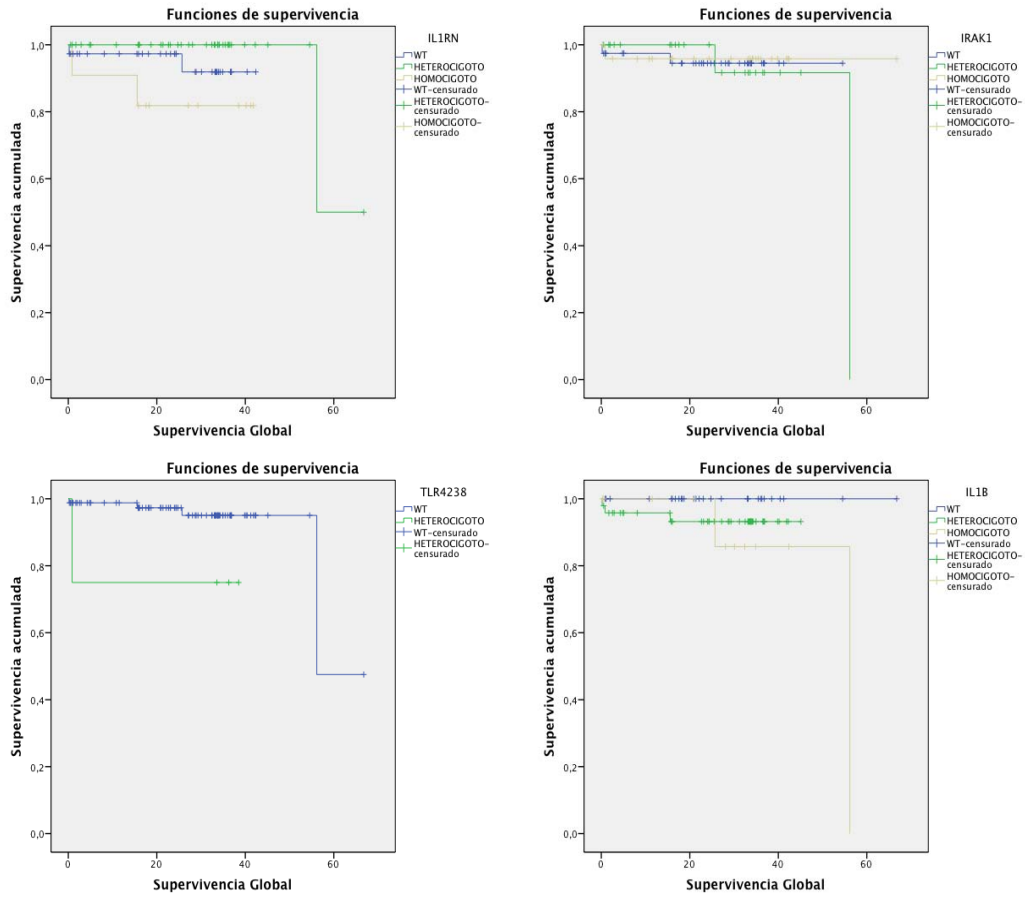 Funciones de supervivencia
IL1RN
WT
HETEROCIGOTO
HOMOCIGOTO
WT-censurado
HETEROCIGOTO-
censurado
HOMOCIGOTO-
censurado
Supervivencia acumulada
1,0
0,8
0,6
0,4
0,2
0,0
0
20
40
60
Supervivencia Global
Funciones de supervivencia
IRAK1
WT
HETEROCIGOTO
HOMOCIGOTO
WT-censurado
HETEROCIGOTO-
censurado
HOMOCIGOTO-
censurado
Supervivencia acumulada
1,0
0,8
0,6
0,4
0,2
0,0
0
20
40
60
Supervivencia Global
Funciones de supervivencia
TLR4238
WT
HETEROCIGOTO
WT-censurado
HETEROCIGOTO-
censurado
Supervivencia acumulada
1,0
0,8
0,6
0,4
0,2
0,0
0
20
40
60
Supervivencia Global
Funciones de supervivencia
IL1B
WT
HETEROCIGOTO
HOMOCIGOTO
WT-censurado
HETEROCIGOTO-
censurado
HOMOCIGOTO-
censurado
Supervivencia acumulada
1,0
0,8
0,6
0,4
0,2
0,0
0
20
40
60
Supervivencia Global